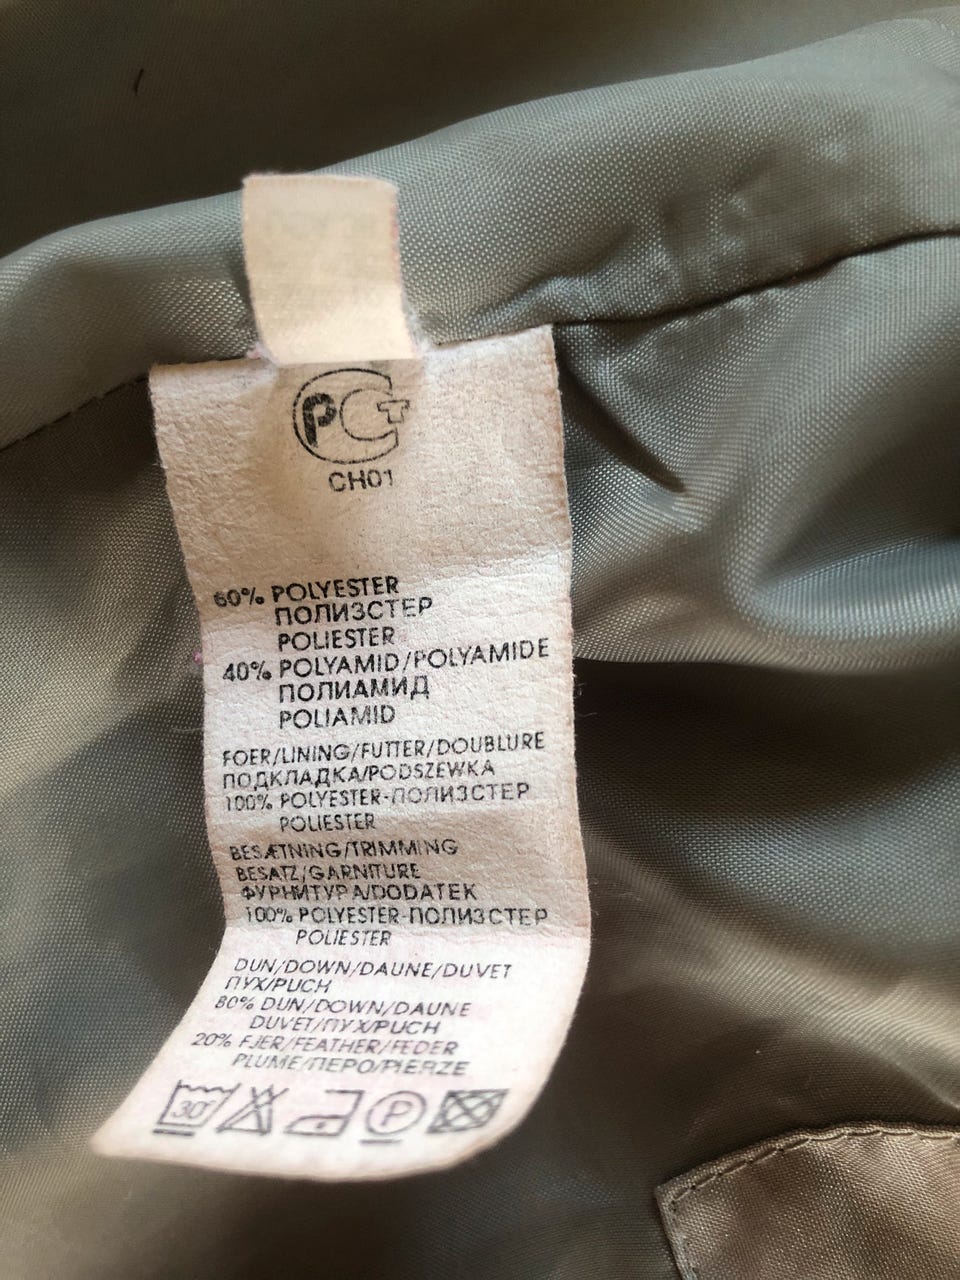 РСТ
CH01
60% POLYESTER
ПОЛИЗСТЕР
POLIESTER
40% POLYAMID/POLYAMIDE
ПОЛИАМИД
POLIAMID
FOER/LINING/FUTTER/DOUBLURE
ПОДКЛАДКА/PODSZEWKA
100% POLYESTER-ПОЛИЗСТЕР
POLIESTER
BESÆTNING/TRIMMING
BESATZ/GARNITURE
ФУРНИТУРА/DODATEK
100% POLYESTER-ПОЛИЗСТЕР
POLIESTER
DUN/DOWN/DAUNE/DUVET
ПУХ/PUCH
80% DUN/DOWN/DAUNE
DUVET/ПУХ/PUCH
20% FJER/FEATHER/FEDER
PLUME/ПЕРО/PIERZE
30° P